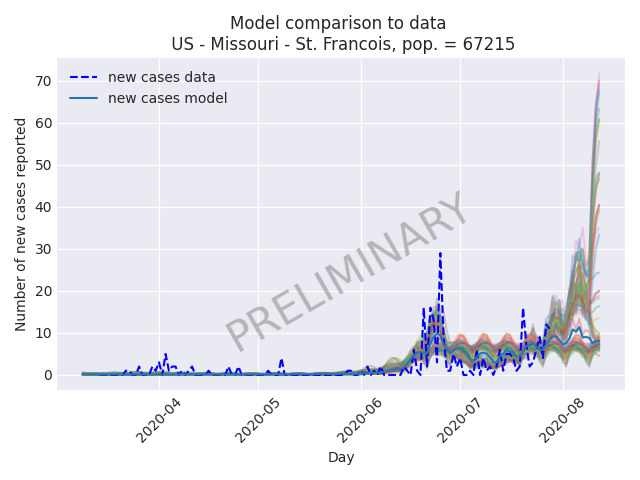 Model comparison to data
US - Missouri - St. Francois, pop. = 67215
new cases data
new cases model
PRELIMINARY
Number of new cases reported
70
60
50
40
30
20
10
0
2020-04
2020-05
2020-06
2020-07
2020-08
Day